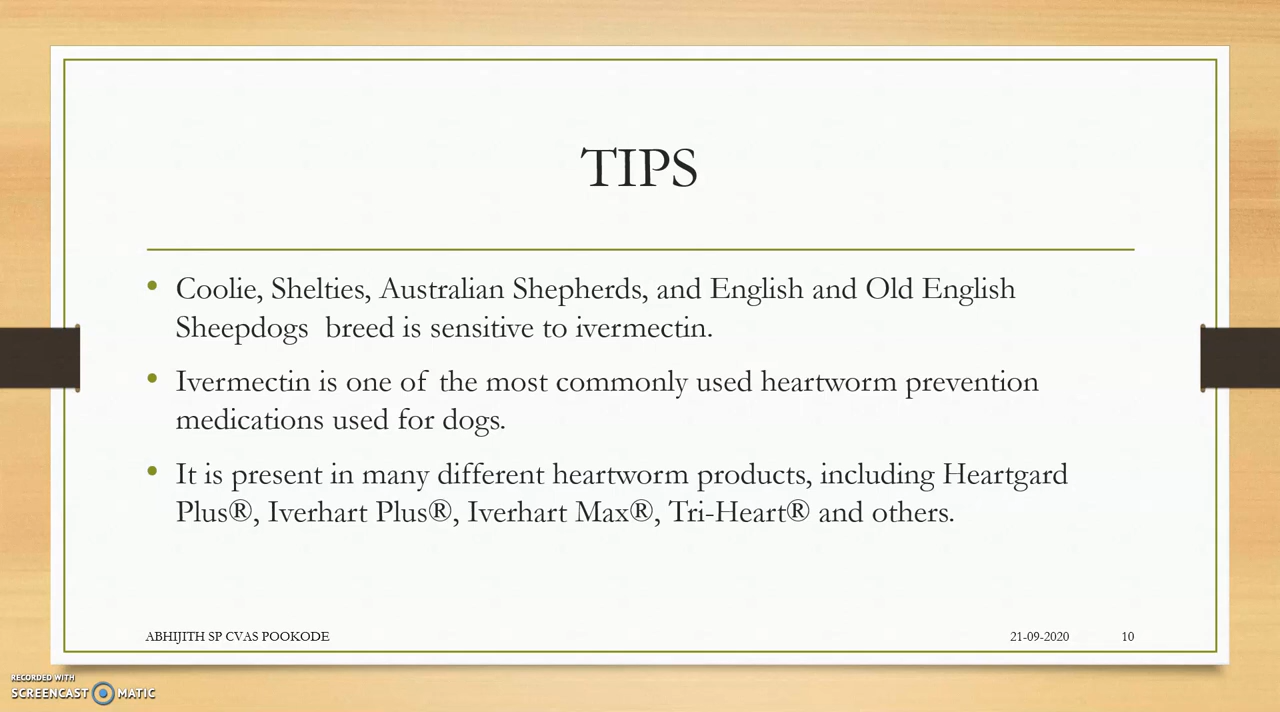 TIPS
• Coolie, Shelties, Australian Shepherds, and English and Old English
Sheepdogs  breed is sensitive to ivermectin.
• Ivermectin is one of the most commonly used heartworm prevention
medications used for dogs.
• It is present in many different heartworm products, including Heartgard
Plus®, Iverhart Plus®, Iverhart Max®, Tri-Heart® and others.
ABHIJITH SP CVAS POOKODE 21-09-2020 10
RECORDED WITH
SCREENCAST MATIC